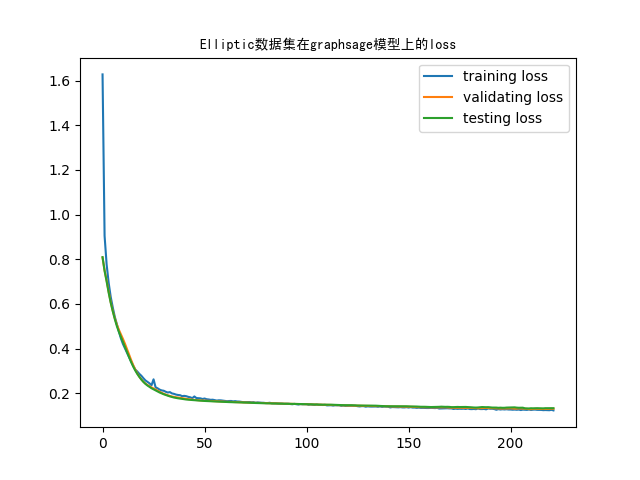 Elliptic数据集在graphsage模型上的loss
training loss
validating loss
testing loss
1.6
1.4
1.2
1.0
0.8
0.6
0.4
0.2
0 50 100 150 200